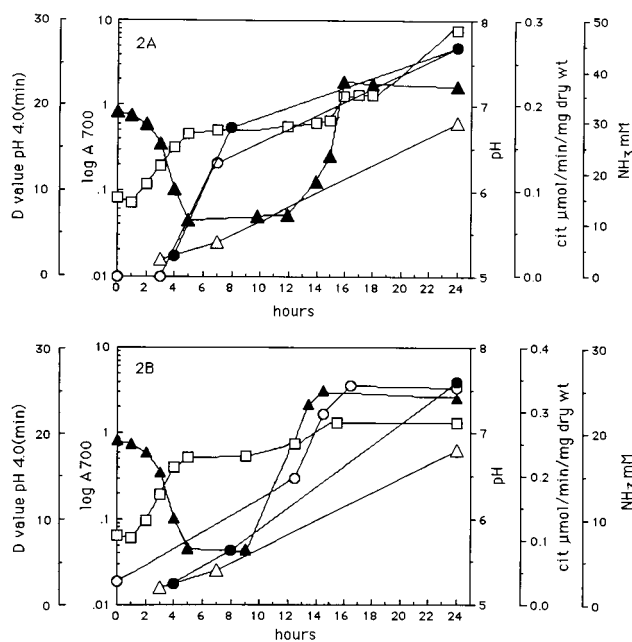 2A
D value pH 4.0(min)
30
20
10
0
log A 700
10
1
.1
.01
pH
8
7
6
5
cit µmol/min/mg dry wt
0.3
0.2
0.1
0.0
NH3 mM
50
40
30
20
10
0
0 2 4 6 8 10 12 14 16 18 20 22 24
hours
2B
D value pH 4.0(min)
30
20
10
0
log A 700
10
1
.1
.01
pH
8
7
6
5
cit µmol/min/mg dry wt
0.4
0.3
0.2
0.1
0.0
NH3 mM
30
20
10
0
0 2 4 6 8 10 12 14 16 18 20 22 24
hours